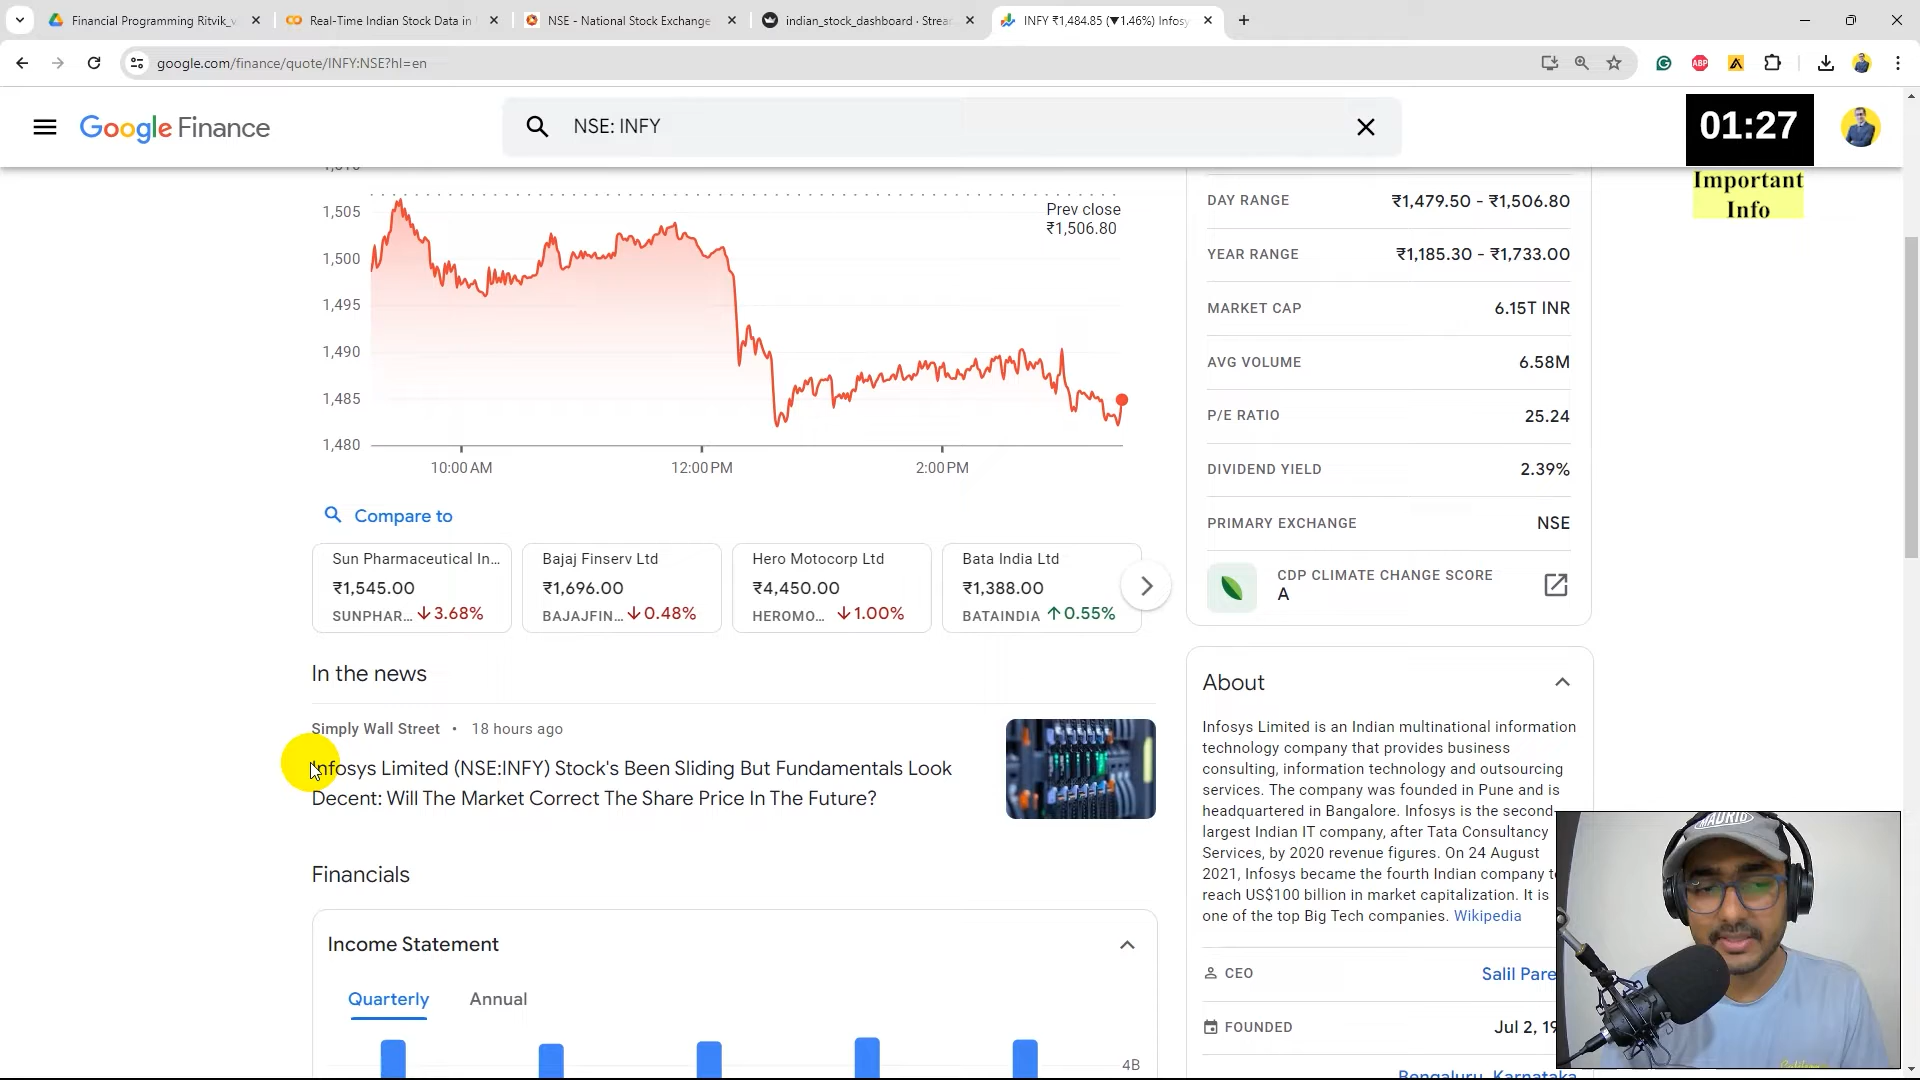 Financial Programming Ritvik_v
Real-Time Indian Stock Data in
NSE - National Stock Exchange
indian_stock_dashboard · Strea
INFY ₹1,484.85 (▼1.46%) Infosy
google.com/finance/quote/INFY:NSE?hl=en
ABP
Google Finance
NSE: INFY
01:27
Important
Info
1,505
1,500
1,495
1,490
1,485
1,480
Prev close
₹1,506.80
10:00 AM
12:00 PM
2:00 PM
DAY RANGE ₹1,479.50 - ₹1,506.80
YEAR RANGE ₹1,185.30 - ₹1,733.00
MARKET CAP 6.15T INR
AVG VOLUME 6.58M
P/E RATIO 25.24
DIVIDEND YIELD 2.39%
PRIMARY EXCHANGE NSE
CDP CLIMATE CHANGE SCORE
A
Compare to
Sun Pharmaceutical In...
₹1,545.00
SUNPHAR... ↓3.68%
Bajaj Finserv Ltd
₹1,696.00
BAJAJFIN... ↓0.48%
Hero Motocorp Ltd
₹4,450.00
HEROMO... ↓1.00%
Bata India Ltd
₹1,388.00
BATAINDIA ↑0.55%
In the news
Simply Wall Street • 18 hours ago
Infosys Limited (NSE:INFY) Stock's Been Sliding But Fundamentals Look
Decent: Will The Market Correct The Share Price In The Future?
Financials
Income Statement
Quarterly
Annual
4B
About
Infosys Limited is an Indian multinational information
technology company that provides business
consulting, information technology and outsourcing
services. The company was founded in Pune and is
headquartered in Bangalore. Infosys is the second-
largest Indian IT company, after Tata Consultancy
Services, by 2020 revenue figures. On 24 August
2021, Infosys became the fourth Indian company t
reach US$100 billion in market capitalization. It is
one of the top Big Tech companies. Wikipedia
CEO Salil Pare
FOUNDED Jul 2, 19
Bengaluru, Karnataka